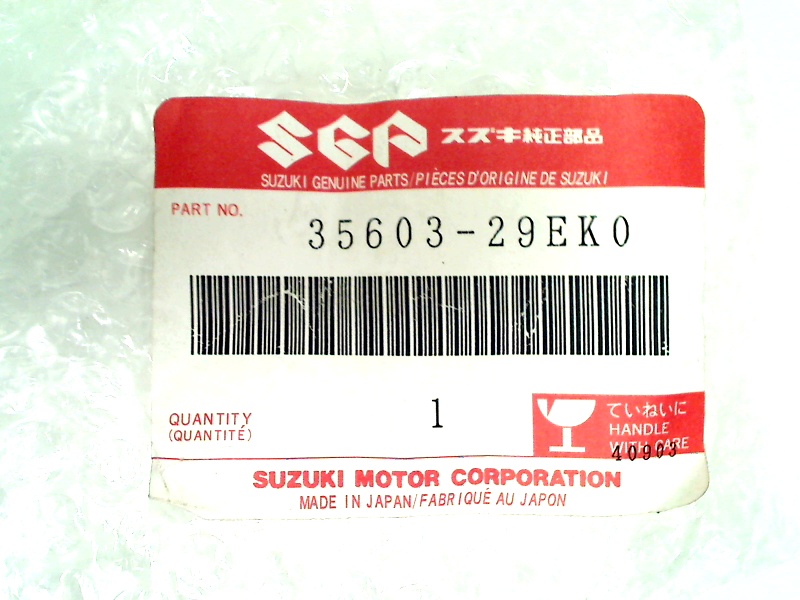 SGP スズキ純正部品
SUZUKI GENUINE PARTS/PIÈCES D'ORIGINE DE SUZUKI
PART NO.
35603-29EK0
QUANTITY
(QUANTITÉ)
1
ていねいに
HANDLE
WITH CARE
40903
SUZUKI MOTOR CORPORATION
MADE IN JAPAN/FABRIQUÉ AU JAPON